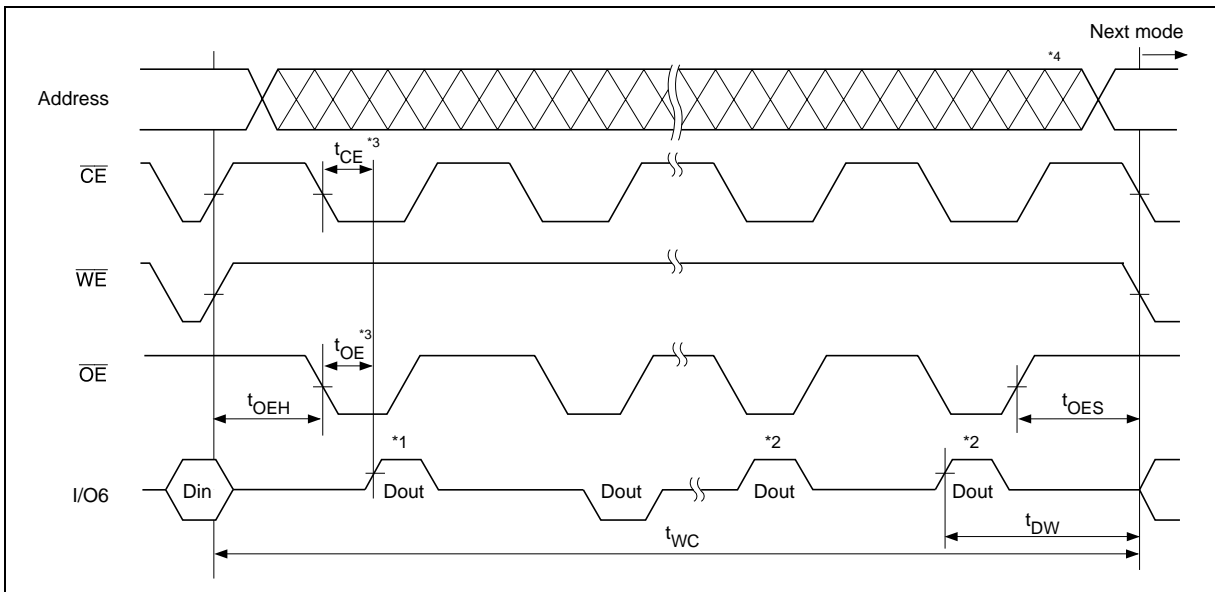 Next mode
*4
Address
tCE *3
CE
WE
tOE *3
OE
tOEH
tOES
*1
*2
*2
I/O6
Din
Dout
Dout
Dout
Dout
tWC
tDW